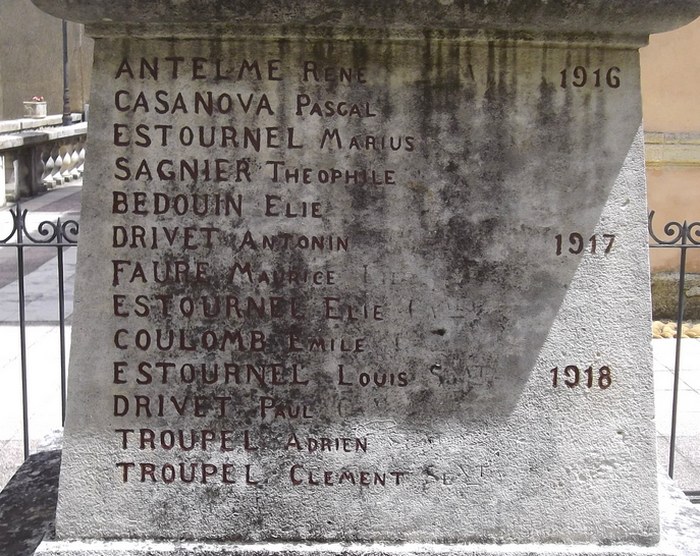 ANTELME RENÉ 1916
CASANOVA PASCAL
ESTOURNEL MARIUS
SAGNIER THEOPHILE
BEDOUIN ELIE
DRIVET ANTONIN 1917
FAURE MAURICE
ESTOURNEL ELIE
COULOMB EMILE
ESTOURNEL LOUIS 1918
DRIVET PAUL
TROUPEL ADRIEN
TROUPEL CLEMENT